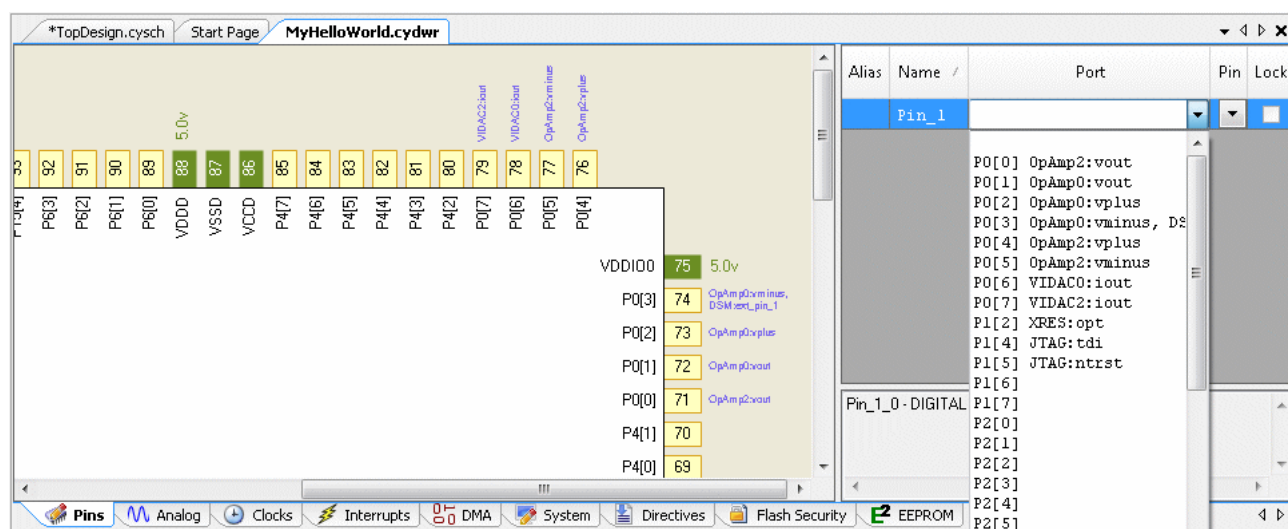 *TopDesign.cysch Start Page MyHelloWorld.cydwr
Alias Name / Port Pin Lock
Pin_1
5.0v
VIDAC2:iout
VIDAC0:iout
OpAmp2:vminus
OpAmp2:vplus
93 92 91 90 89 88 87 86 85 84 83 82 81 80 79 78 77 76
P15[4] P6[3] P6[2] P6[1] P6[0] VDDD VSSD VCCD P4[7] P4[6] P4[5] P4[4] P4[3] P4[2] P0[7] P0[6] P0[5] P0[4]
VDDIO0 75 5.0v
P0[3] 74 OpAmp0:vminus,
DSM:ext_pin_1
P0[2] 73 OpAmp0:vplus
P0[1] 72 OpAmp0:vout
P0[0] 71 OpAmp2:vout
P4[1] 70
P4[0] 69
P0[0] OpAmp2:vout
P0[1] OpAmp0:vout
P0[2] OpAmp0:vplus
P0[3] OpAmp0:vminus, DS
P0[4] OpAmp2:vplus
P0[5] OpAmp2:vminus
P0[6] VIDAC0:iout
P0[7] VIDAC2:iout
P1[2] XRES:opt
P1[4] JTAG:tdi
P1[5] JTAG:ntrst
P1[6]
P1[7]
P2[0]
P2[1]
P2[2]
P2[3]
P2[4]
P2[5]
Pin_1_0 - DIGITAL
Pins Analog Clocks Interrupts DMA System Directives Flash Security EEPROM